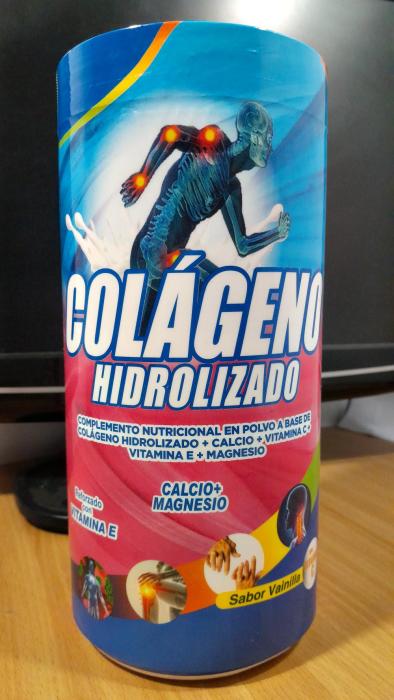 COLÁGENO
HIDROLIZADO
COMPLEMENTO NUTRICIONAL EN POLVO A BASE DE
COLÁGENO HIDROLIZADO + CALCIO + VITAMINA C +
VITAMINA E + MAGNESIO
CALCIO+
MAGNESIO
Reforzado
con
VITAMINA E
Sabor Vainilla